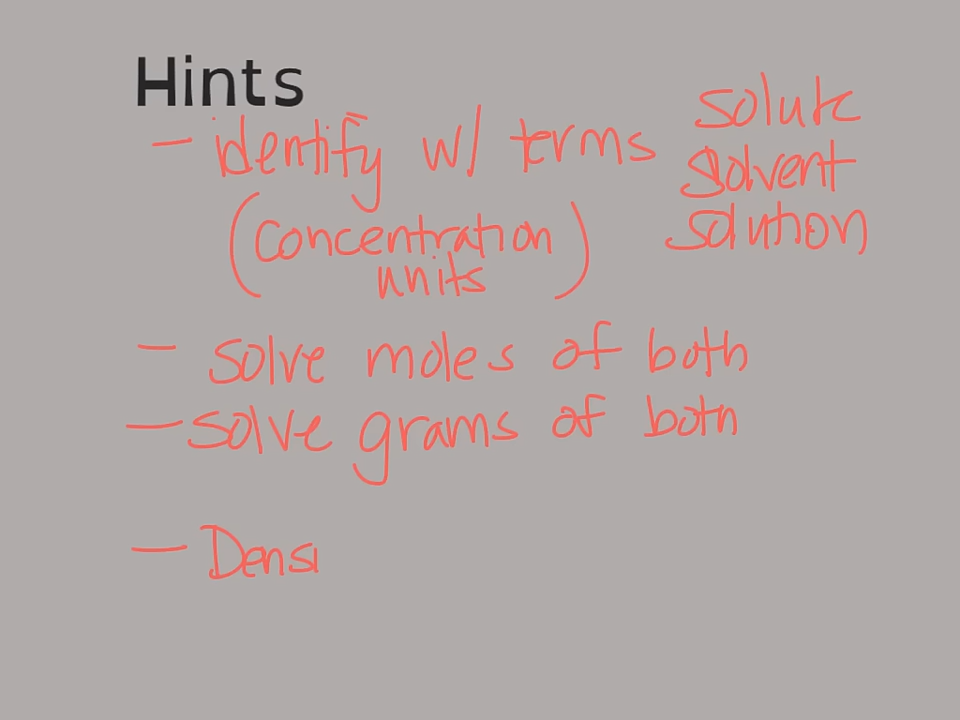 Hints
- identify w/ terms solute
solvent
(concentration solution
units)
- solve moles of both
- solve grams of both
- Densi